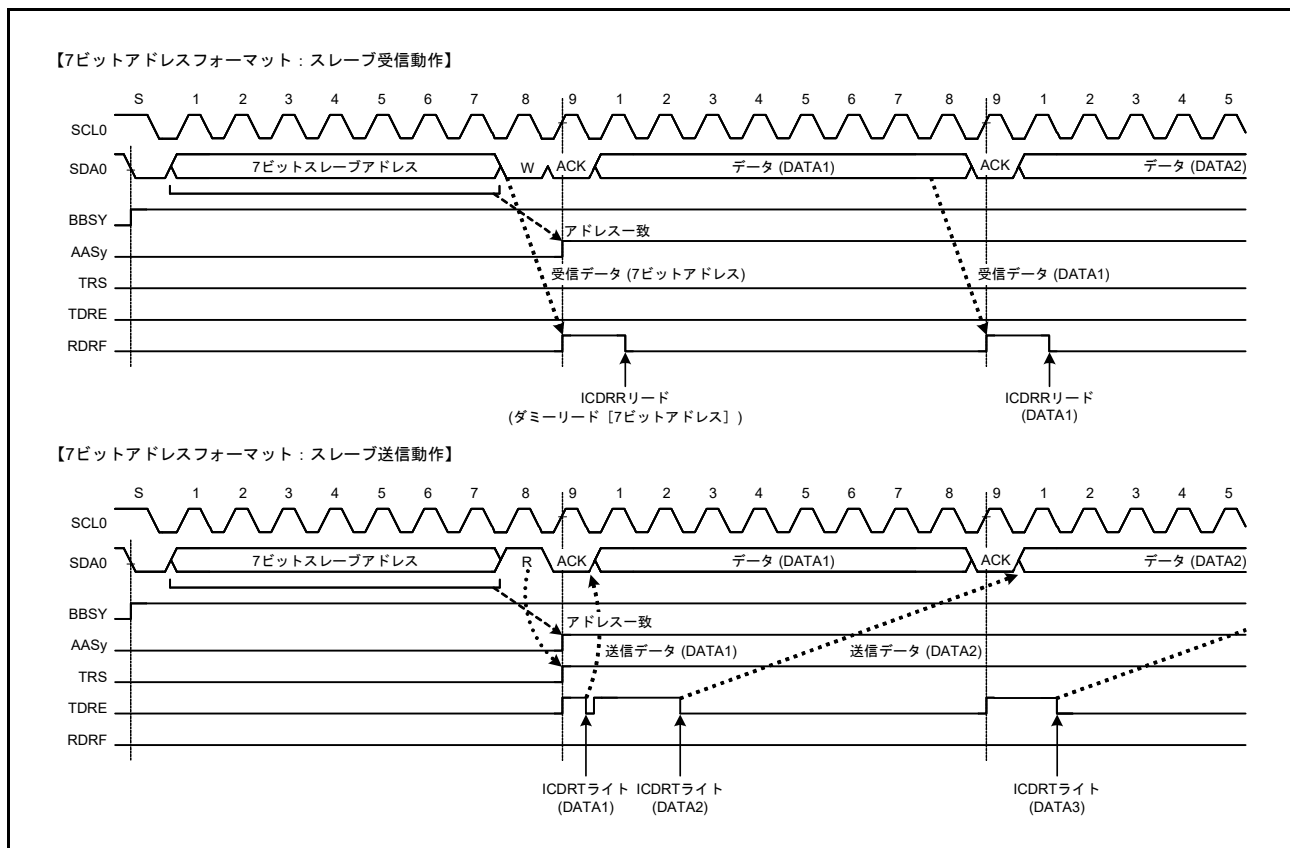 【7ビットアドレスフォーマット：スレーブ受信動作】
S 1 2 3 4 5 6 7 8 9 1 2 3 4 5 6 7 8 9 1 2 3 4 5
SCL0
SDA0 7ビットスレーブアドレス W ACK データ (DATA1) ACK データ (DATA2)
BBSY
アドレス一致
AASy
受信データ (7ビットアドレス) 受信データ (DATA1)
TRS
TDRE
RDRF
ICDRRリード ICDRRリード
(ダミーリード［7ビットアドレス］) (DATA1)
【7ビットアドレスフォーマット：スレーブ送信動作】
S 1 2 3 4 5 6 7 8 9 1 2 3 4 5 6 7 8 9 1 2 3 4 5
SCL0
SDA0 7ビットスレーブアドレス R ACK データ (DATA1) ACK データ (DATA2)
BBSY
アドレス一致
AASy
送信データ (DATA1) 送信データ (DATA2)
TRS
TDRE
RDRF
ICDRTライト ICDRTライト ICDRTライト
(DATA1) (DATA2) (DATA3)